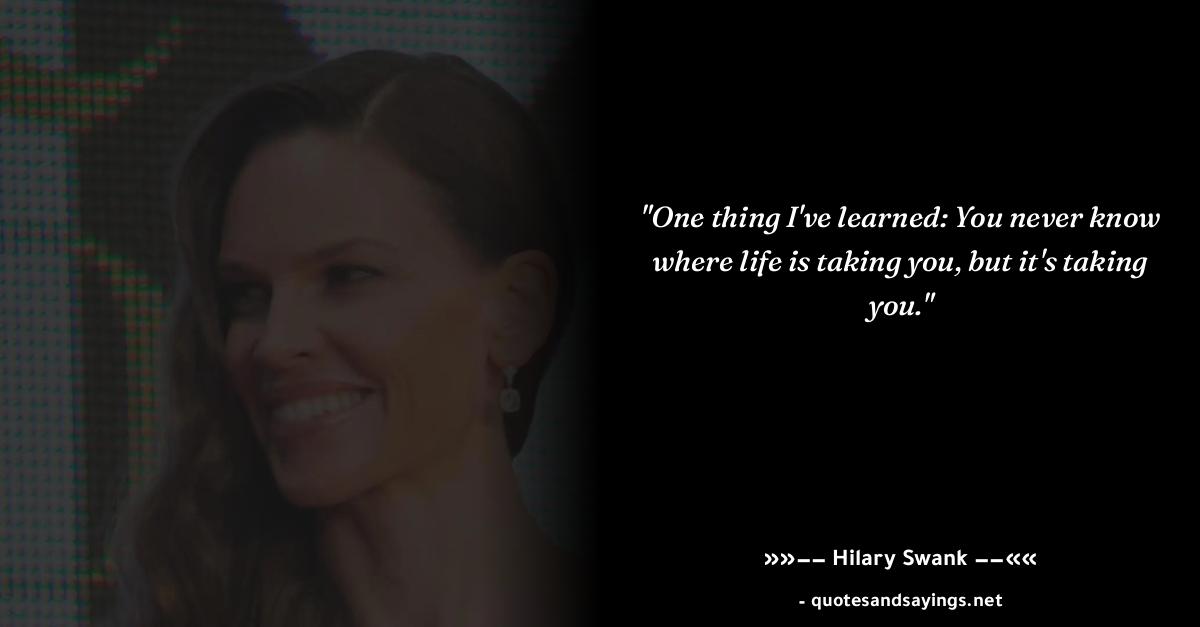 "One thing I've learned: You never know
where life is taking you, but it's taking
you."
»»−− Hilary Swank −−««
- quotesandsayings.net